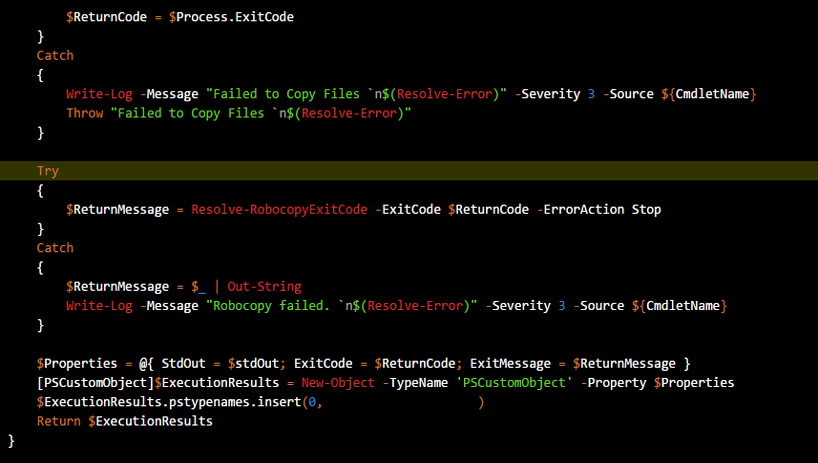 $ReturnCode = $Process.ExitCode
}
Catch
{
Write-Log -Message "Failed to Copy Files `n$(Resolve-Error)" -Severity 3 -Source ${CmdletName}
Throw "Failed to Copy Files `n$(Resolve-Error)"
}
Try
{
$ReturnMessage = Resolve-RobocopyExitCode -ExitCode $ReturnCode -ErrorAction Stop
}
Catch
{
$ReturnMessage = $_ | Out-String
Write-Log -Message "Robocopy failed. `n$(Resolve-Error)" -Severity 3 -Source ${CmdletName}
}
$Properties = @{ StdOut = $stdOut; ExitCode = $ReturnCode; ExitMessage = $ReturnMessage }
[PSCustomObject]$ExecutionResults = New-Object -TypeName 'PSCustomObject' -Property $Properties
$ExecutionResults.pstypenames.insert(0, )
Return $ExecutionResults
}